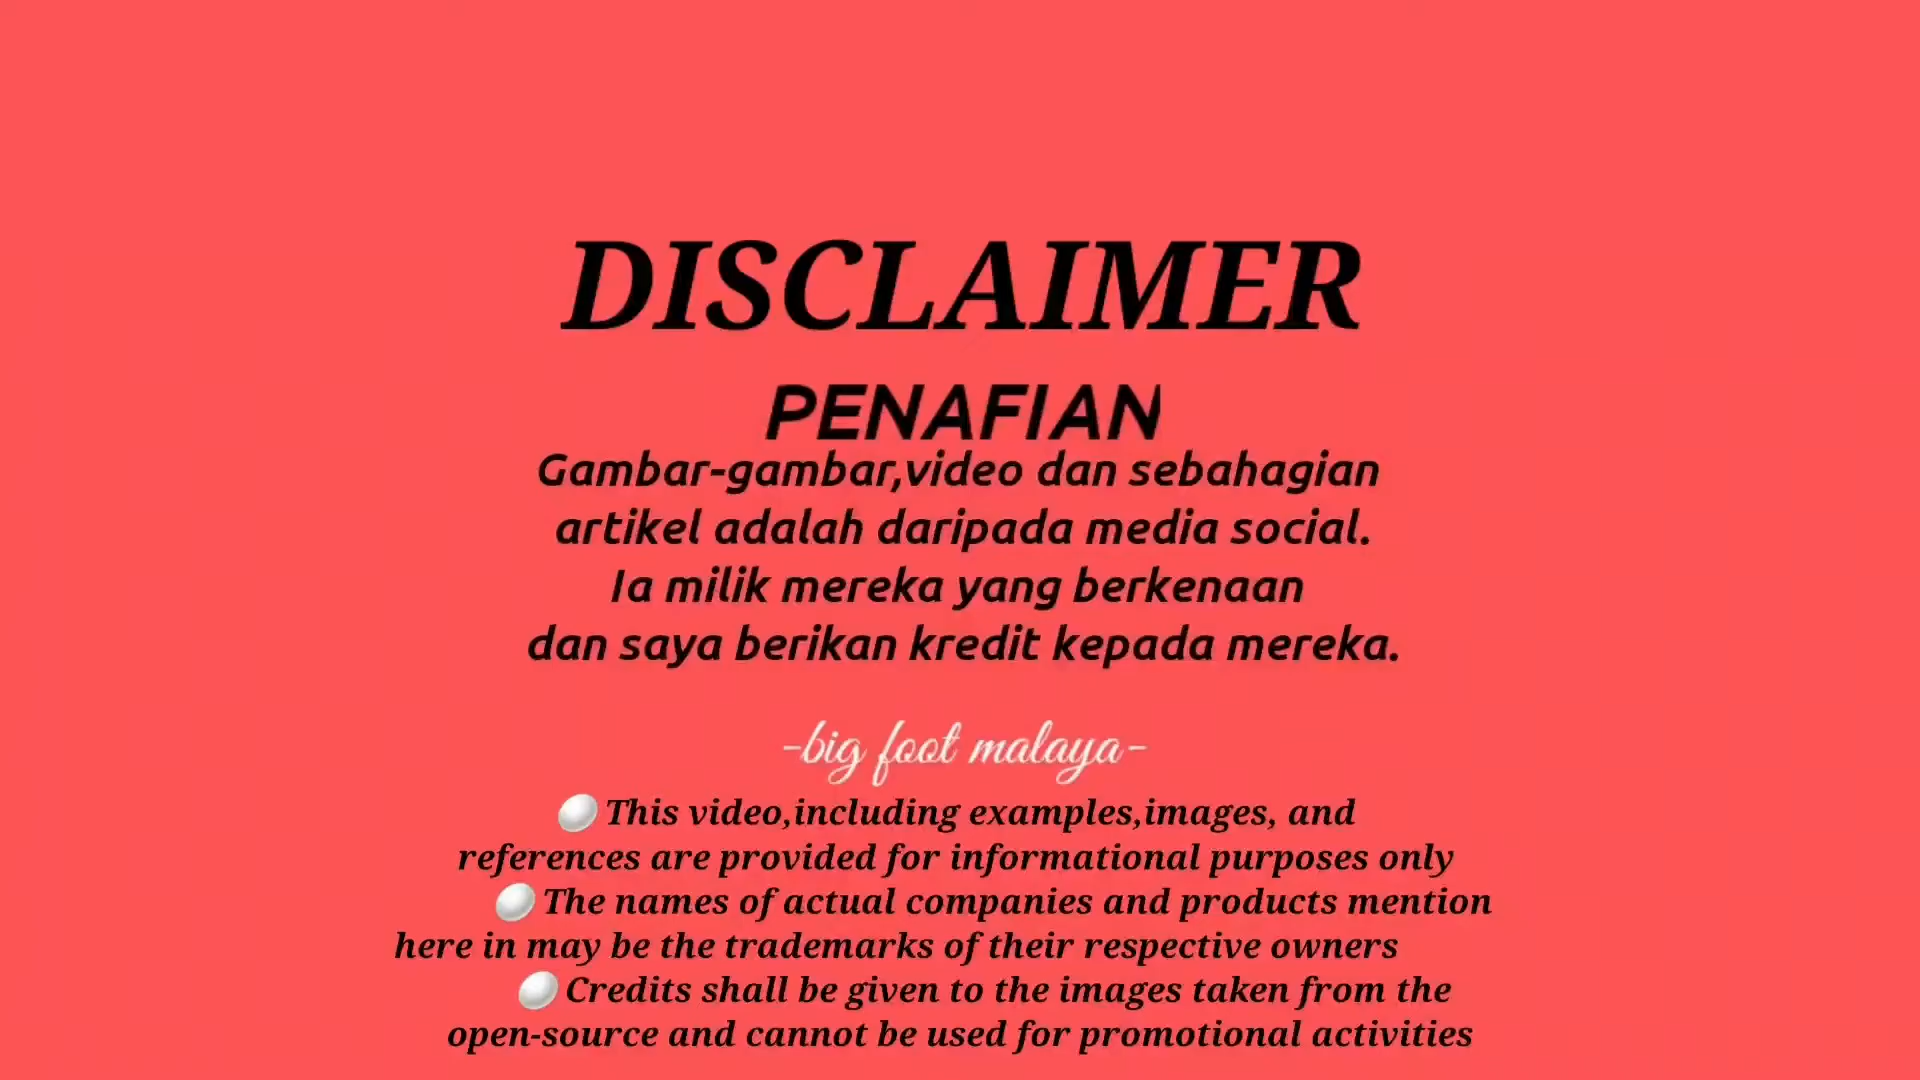 DISCLAIMER
PENAFIAN
Gambar-gambar,video dan sebahagian
artikel adalah daripada media social.
Ia milik mereka yang berkenaan
dan saya berikan kredit kepada mereka.
-big foot malaya-
This video,including examples,images, and
references are provided for informational purposes only
The names of actual companies and products mention
here in may be the trademarks of their respective owners
Credits shall be given to the images taken from the
open-source and cannot be used for promotional activities